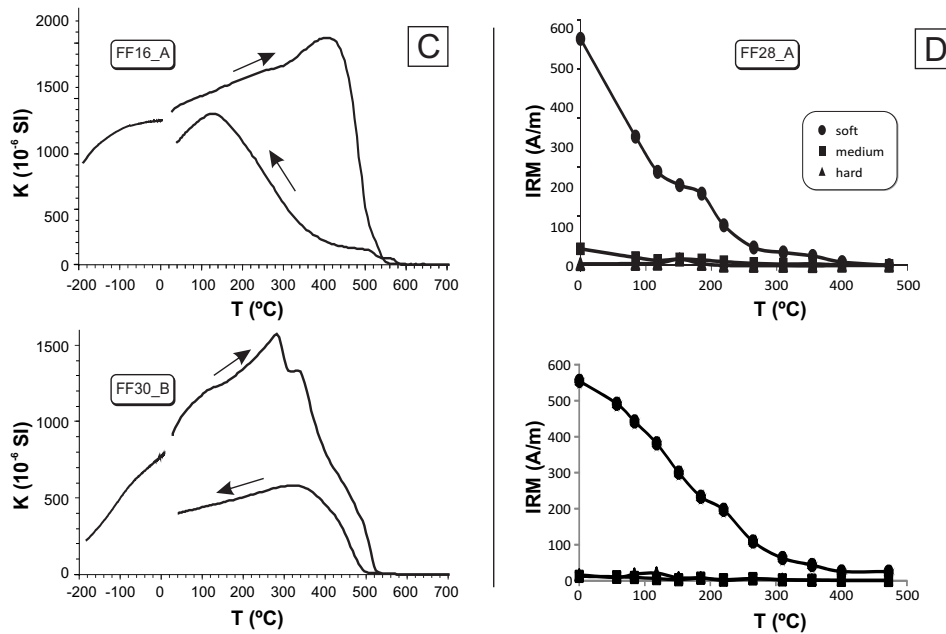 2000
1500
1000
500
0
K (10⁻⁶ SI)
FF16_A
C
-200 -100 0 100 200 300 400 500 600 700
T (ºC)
600
500
400
300
200
100
0
IRM (A/m)
FF28_A
D
soft
medium
hard
0 100 200 300 400 500
T (ºC)
1500
1000
500
0
K (10⁻⁶ SI)
FF30_B
-200 -100 0 100 200 300 400 500 600 700
T (ºC)
600
500
400
300
200
100
0
IRM (A/m)
0 100 200 300 400 500
T (ºC)